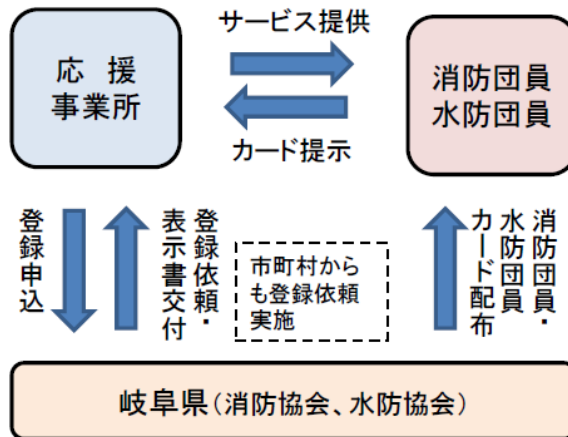 サービス提供
応 援
事業所
消防団員
水防団員
カード提示
登録申込
登録依頼・
表示書交付
市町村から
も登録依頼
実施
消防団員・
水防団員
カード配布
岐阜県(消防協会、水防協会)